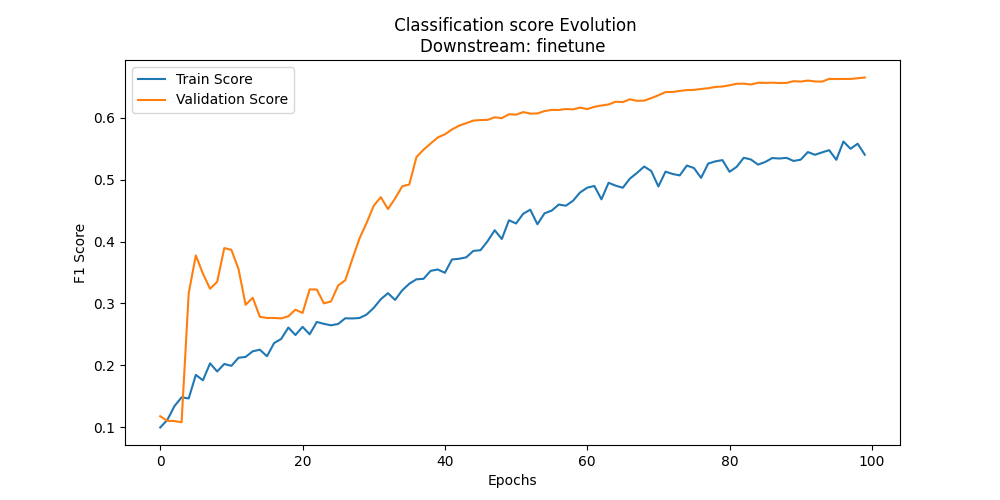 Classification score Evolution
Downstream: finetune
Train Score
Validation Score
F1 Score
0.6
0.5
0.4
0.3
0.2
0.1
0 20 40 60 80 100
Epochs